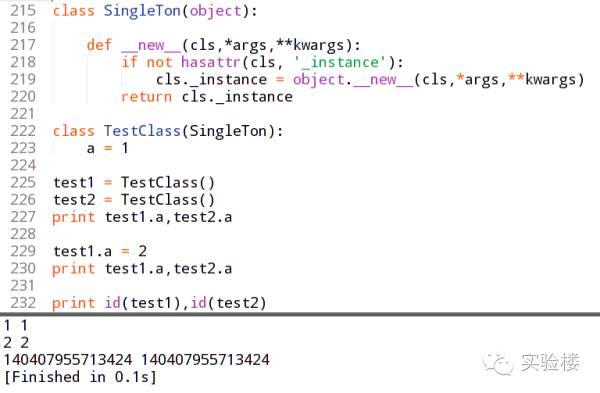 215 class SingleTon(object):
216
217     def __new__(cls,*args,**kwargs):
218         if not hasattr(cls, '_instance'):
219             cls._instance = object.__new__(cls,*args,**kwargs)
220         return cls._instance
221
222 class TestClass(SingleTon):
223     a = 1
224
225 test1 = TestClass()
226 test2 = TestClass()
227 print test1.a,test2.a
228
229 test1.a = 2
230 print test1.a,test2.a
231
232 print id(test1),id(test2)
1 1
2 2
140407955713424 140407955713424
[Finished in 0.1s]
实验楼